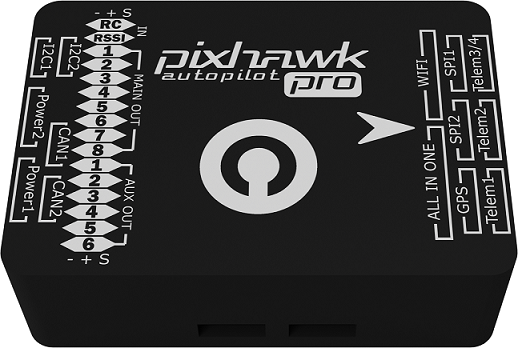 - + S
RC
RSSI
IN
1
2
3
4
5
6
7
8
MAIN OUT
1
2
3
4
5
6
AUX OUT
- + S
I2C1
I2C2
Power2
CAN1
Power1
CAN2
pixhawk
autopilot
pro
WIFI
SPI1
Telem3/4
ALL IN ONE
SPI2
Telem2
GPS
Telem1